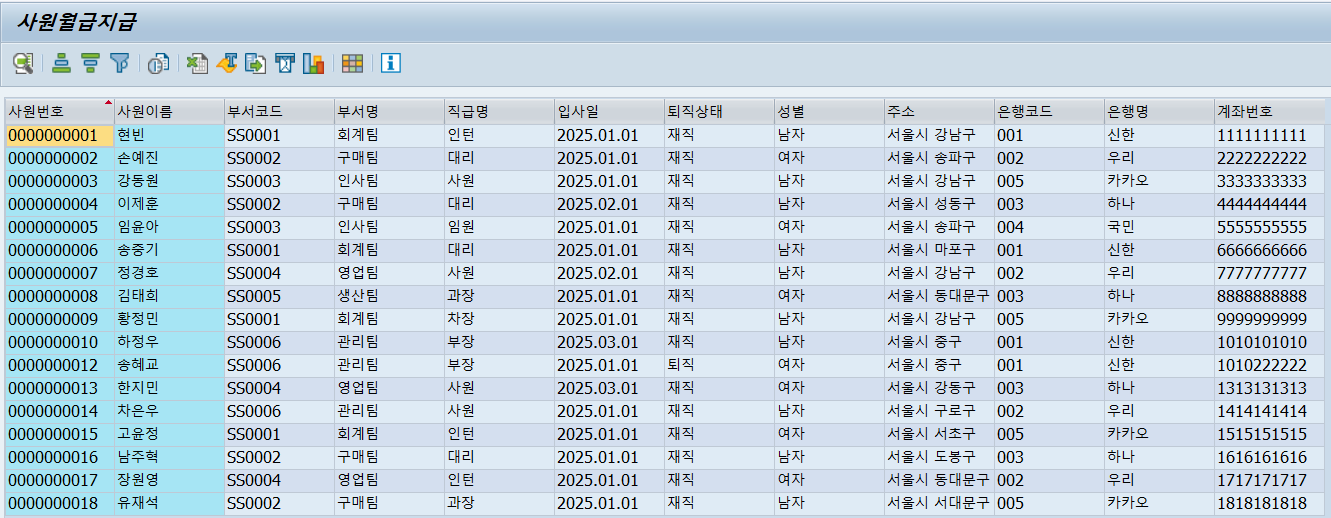 사원월급지급
사원번호 사원이름 부서코드 부서명 직급명 입사일 퇴직상태 성별 주소 은행코드 은행명 계좌번호
0000000001 현빈 SS0001 회계팀 인턴 2025.01.01 재직 남자 서울시 강남구 001 신한 1111111111
0000000002 손예진 SS0002 구매팀 대리 2025.01.01 재직 여자 서울시 송파구 002 우리 2222222222
0000000003 강동원 SS0003 인사팀 사원 2025.01.01 재직 남자 서울시 강남구 005 카카오 3333333333
0000000004 이제훈 SS0002 구매팀 대리 2025.02.01 재직 남자 서울시 성동구 003 하나 4444444444
0000000005 임윤아 SS0003 인사팀 임원 2025.01.01 재직 여자 서울시 송파구 004 국민 5555555555
0000000006 송중기 SS0001 회계팀 대리 2025.01.01 재직 남자 서울시 마포구 001 신한 6666666666
0000000007 정경호 SS0004 영업팀 사원 2025.02.01 재직 남자 서울시 강남구 002 우리 7777777777
0000000008 김태희 SS0005 생산팀 과장 2025.01.01 재직 여자 서울시 동대문구 003 하나 8888888888
0000000009 황정민 SS0001 회계팀 차장 2025.01.01 재직 남자 서울시 강남구 005 카카오 9999999999
0000000010 하정우 SS0006 관리팀 부장 2025.03.01 재직 남자 서울시 중구 001 신한 1010101010
0000000012 송혜교 SS0006 관리팀 부장 2025.01.01 퇴직 여자 서울시 중구 001 신한 1010222222
0000000013 한지민 SS0004 영업팀 사원 2025.03.01 재직 여자 서울시 강동구 003 하나 1313131313
0000000014 차은우 SS0006 관리팀 사원 2025.01.01 재직 남자 서울시 구로구 002 우리 1414141414
0000000015 고윤정 SS0001 회계팀 인턴 2025.01.01 재직 여자 서울시 서초구 005 카카오 1515151515
0000000016 남주혁 SS0002 구매팀 대리 2025.01.01 재직 남자 서울시 도봉구 003 하나 1616161616
0000000017 장원영 SS0004 영업팀 인턴 2025.01.01 재직 여자 서울시 동대문구 002 우리 1717171717
0000000018 유재석 SS0002 구매팀 과장 2025.01.01 재직 남자 서울시 서대문구 005 카카오 1818181818